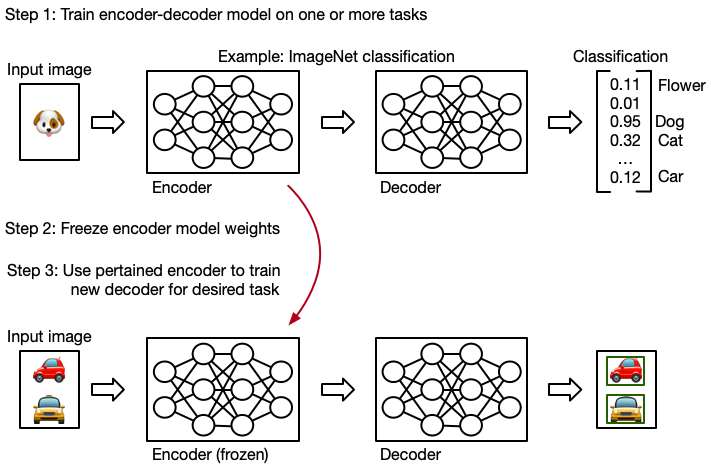 Step 1: Train encoder-decoder model on one or more tasks
Example: ImageNet classification
Input image
Classification
0.11 Flower
0.01
0.95 Dog
0.32 Cat
...
0.12 Car
Encoder
Decoder
Step 2: Freeze encoder model weights
Step 3: Use pertained encoder to train
new decoder for desired task
Input image
Encoder (frozen)
Decoder